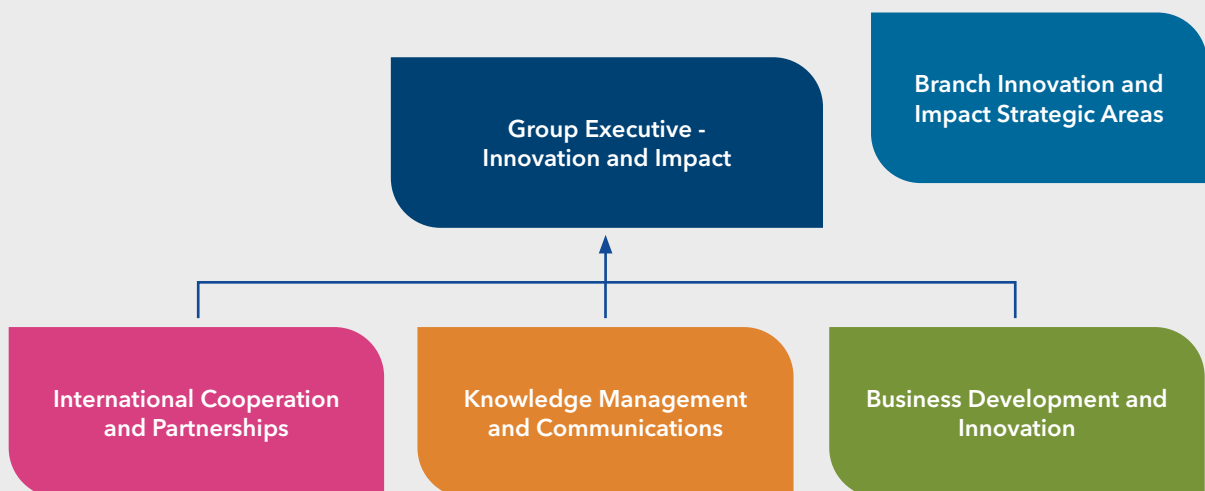 Branch Innovation and
Impact Strategic Areas
Group Executive -
Innovation and Impact
International Cooperation
and Partnerships
Knowledge Management
and Communications
Business Development and
Innovation